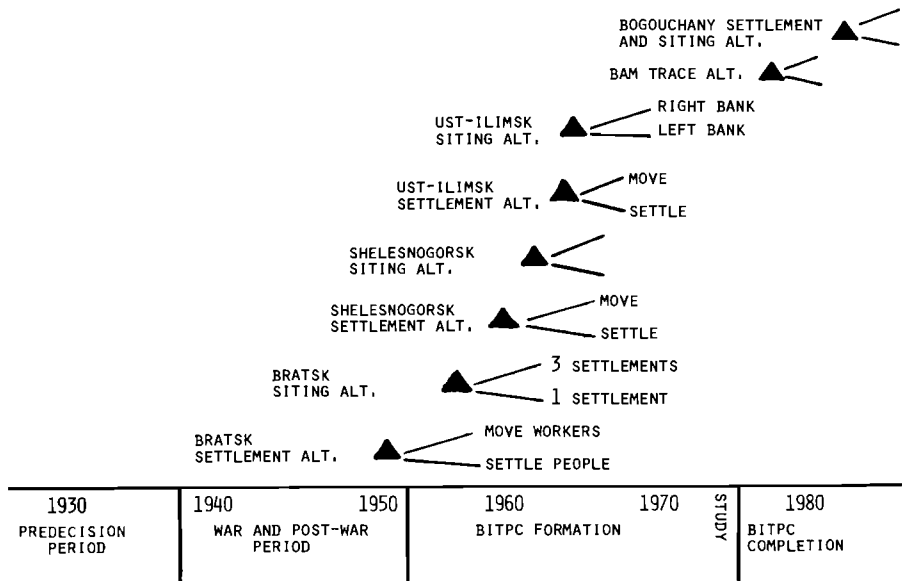 BOGOUCHANY SETTLEMENT
AND SITING ALT.
BAM TRACE ALT.
UST-ILIMSK
SITING ALT.
RIGHT BANK
LEFT BANK
UST-ILIMSK
SETTLEMENT ALT.
MOVE
SETTLE
SHELESNOGORSK
SITING ALT.
SHELESNOGORSK
SETTLEMENT ALT.
MOVE
SETTLE
BRATSK
SITING ALT.
3 SETTLEMENTS
1 SETTLEMENT
BRATSK
SETTLEMENT ALT.
MOVE WORKERS
SETTLE PEOPLE
1930
PREDECISION
PERIOD
1940
1950
WAR AND POST-WAR
PERIOD
1960
1970
BITPC FORMATION
STUDY
1980
BITPC
COMPLETION